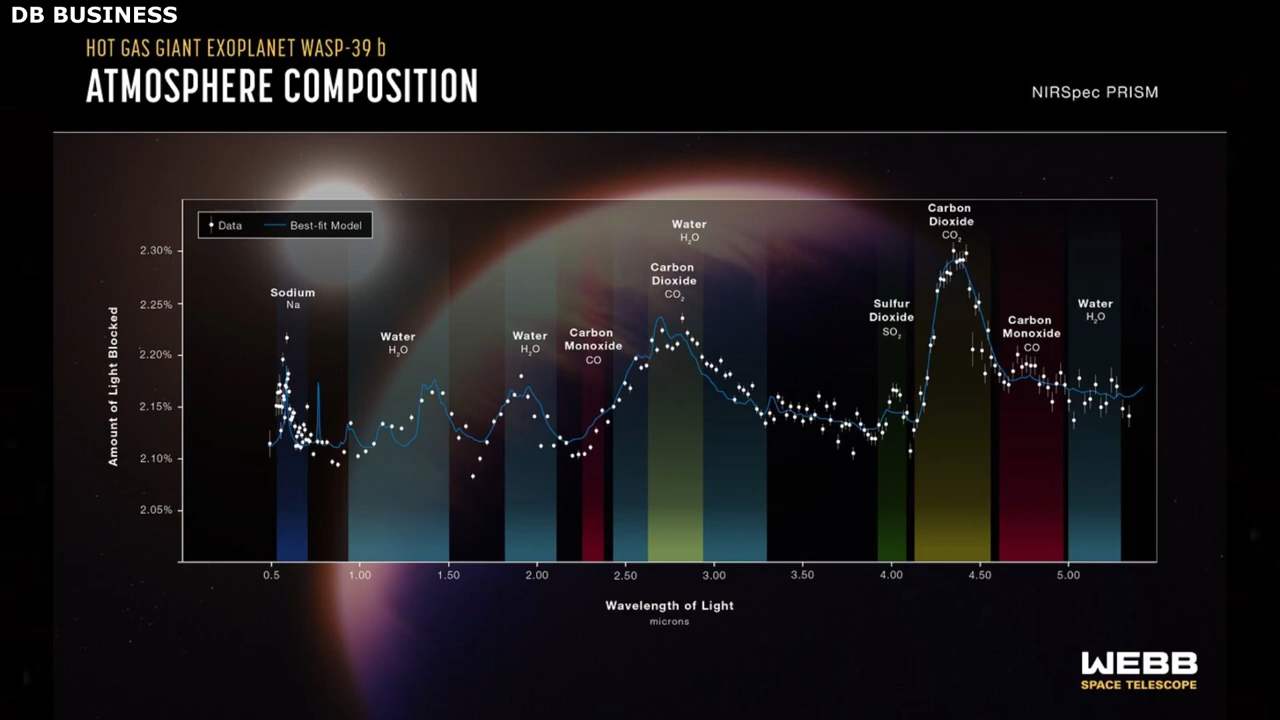 DB BUSINESS
HOT GAS GIANT EXOPLANET WASP-39 b
ATMOSPHERE COMPOSITION
NIRSpec PRISM
Data
Best-fit Model
Amount of Light Blocked
2.30%
2.25%
2.20%
2.15%
2.10%
2.05%
Sodium
Na
Water
H₂O
Water
H₂O
Carbon
Monoxide
CO
Water
H₂O
Carbon
Dioxide
CO₂
Sulfur
Dioxide
SO₂
Carbon
Dioxide
CO₂
Carbon
Monoxide
CO
Water
H₂O
0.5 1.00 1.50 2.00 2.50 3.00 3.50 4.00 4.50 5.00
Wavelength of Light
microns
WEBB
SPACE TELESCOPE